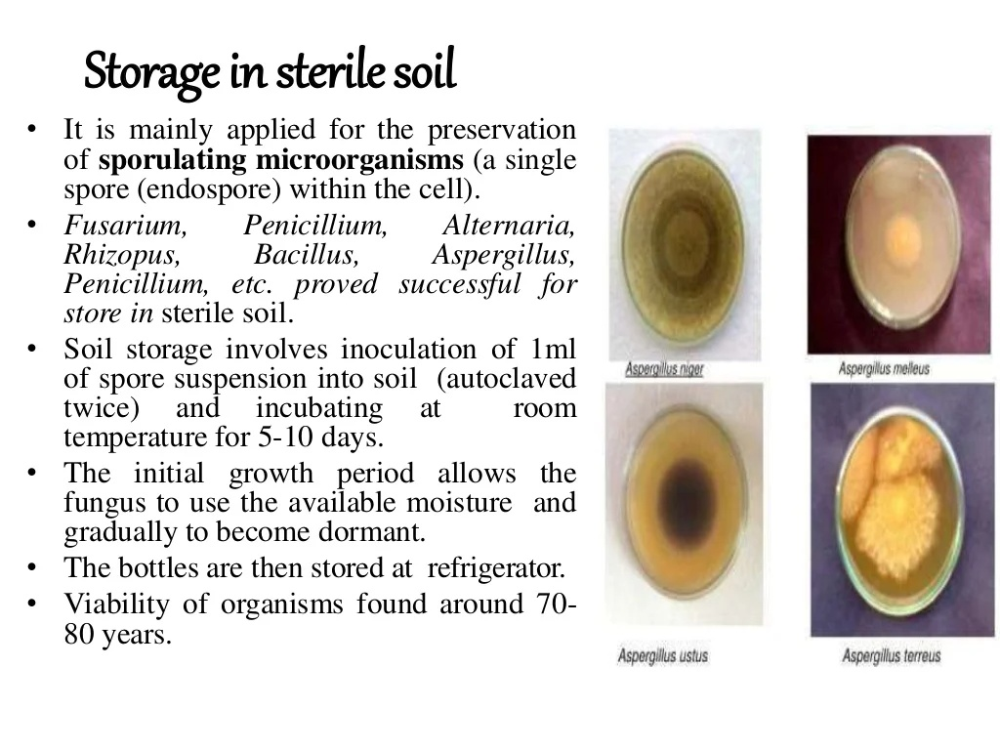 Storage in sterile soil
• It is mainly applied for the preservation
of sporulating microorganisms (a single
spore (endospore) within the cell).
• Fusarium, Penicillium, Alternaria,
Rhizopus, Bacillus, Aspergillus,
Penicillium, etc. proved successful for
store in sterile soil.
• Soil storage involves inoculation of 1ml
of spore suspension into soil (autoclaved
twice) and incubating at room
temperature for 5-10 days.
• The initial growth period allows the
fungus to use the available moisture and
gradually to become dormant.
• The bottles are then stored at refrigerator.
• Viability of organisms found around 70-
80 years.
Aspergillus niger
Aspergillus melleus
Aspergillus ustus
Aspergillus terreus